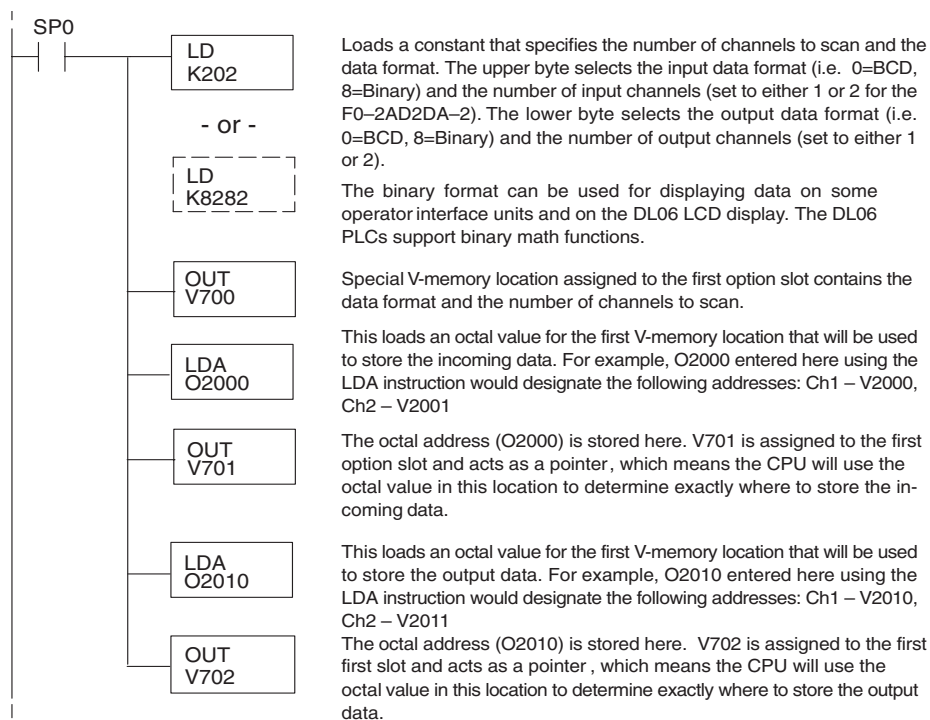 SP0
LD
K202
Loads a constant that specifies the number of channels to scan and the
data format. The upper byte selects the input data format (i.e. 0=BCD,
8=Binary) and the number of input channels (set to either 1 or 2 for the
F0–2AD2DA–2). The lower byte selects the output data format (i.e.
0=BCD, 8=Binary) and the number of output channels (set to either 1
or 2).
- or -
LD
K8282
The binary format can be used for displaying data on some
operator interface units and on the DL06 LCD display. The DL06
PLCs support binary math functions.
OUT
V700
Special V-memory location assigned to the first option slot contains the
data format and the number of channels to scan.
LDA
O2000
This loads an octal value for the first V-memory location that will be used
to store the incoming data. For example, O2000 entered here using the
LDA instruction would designate the following addresses: Ch1 – V2000,
Ch2 – V2001
OUT
V701
The octal address (O2000) is stored here. V701 is assigned to the first
option slot and acts as a pointer, which means the CPU will use the
octal value in this location to determine exactly where to store the in-
coming data.
LDA
O2010
This loads an octal value for the first V-memory location that will be used
to store the output data. For example, O2010 entered here using the
LDA instruction would designate the following addresses: Ch1 – V2010,
Ch2 – V2011
OUT
V702
The octal address (O2010) is stored here. V702 is assigned to the first
first slot and acts as a pointer , which means the CPU will use the
octal value in this location to determine exactly where to store the output
data.